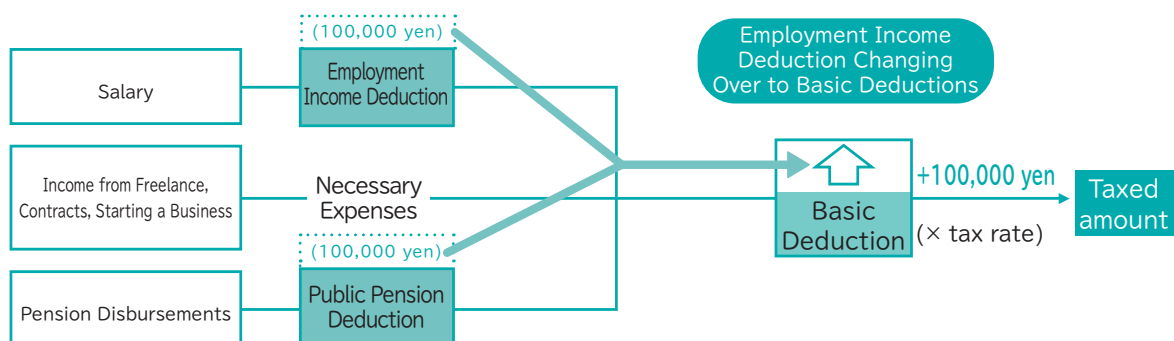 (100,000 yen)
Employment
Income Deduction
Salary
Employment Income
Deduction Changing
Over to Basic Deductions
Income from Freelance,
Contracts, Starting a Business
Necessary
Expenses
(100,000 yen)
Public Pension
Deduction
Pension Disbursements
Basic
Deduction
+100,000 yen
(× tax rate)
Taxed
amount